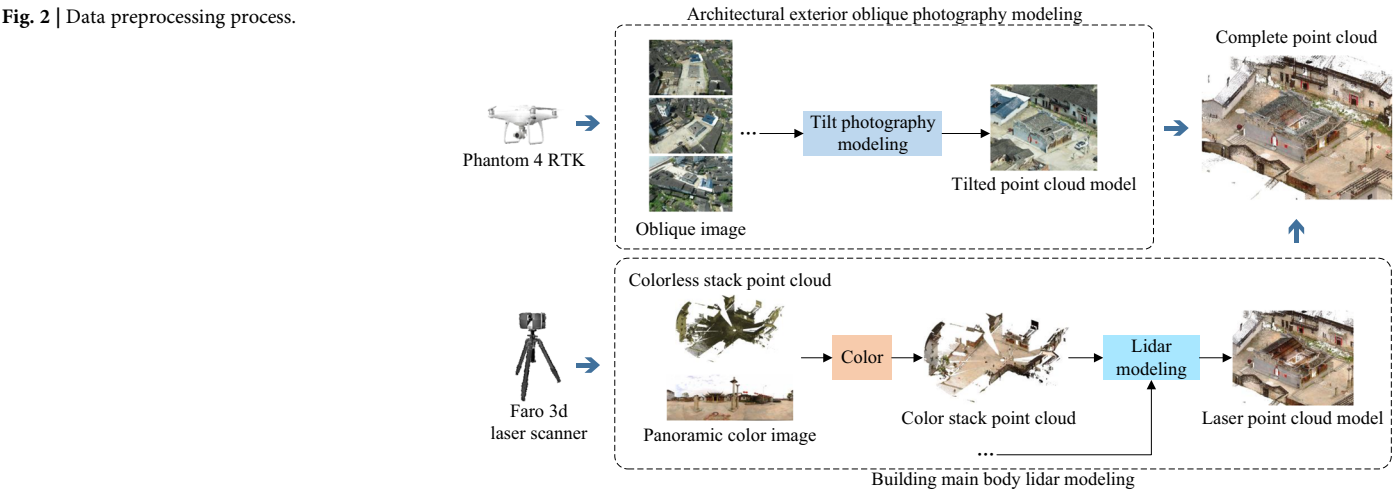 Fig. 2 | Data preprocessing process.
Architectural exterior oblique photography modeling
Complete point cloud
Phantom 4 RTK
...
Tilt photography
modeling
Tilted point cloud model
Oblique image
Colorless stack point cloud
Faro 3d
laser scanner
Color
Lidar
modeling
Panoramic color image
Color stack point cloud
Laser point cloud model
...
Building main body lidar modeling